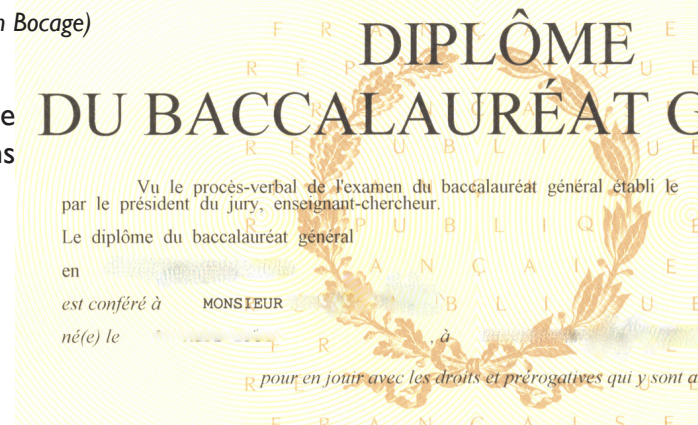 n Bocage)
DIPLÔME
e DU BACCALAURÉAT G
s
Vu le procès-verbal de l'examen du baccalauréat général établi le
par le président du jury, enseignant-chercheur.
Le diplôme du baccalauréat général
en
est conféré à MONSIEUR
né(e) le , à
pour en jouir avec les droits et prérogatives qui y sont a